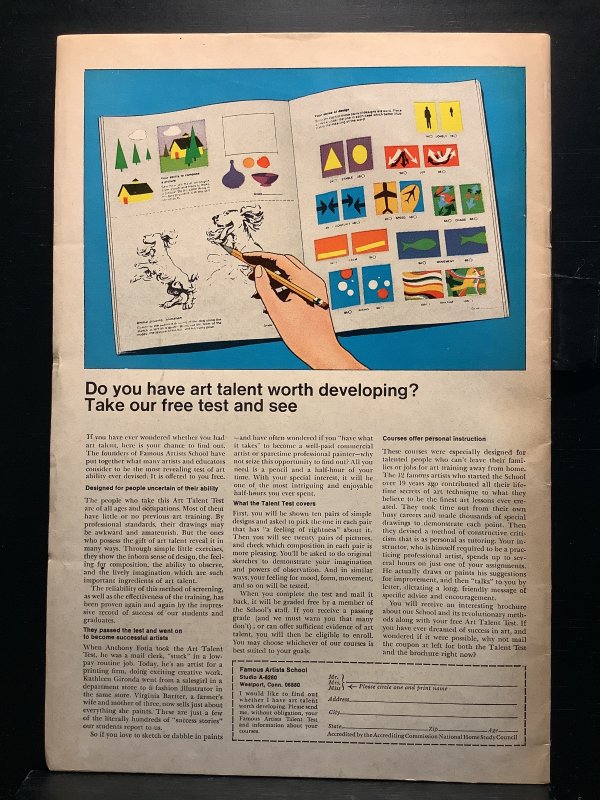 Your ability to compose
a picture
Your sense of design
LONELY
STABLE
JOY
CONFLICT
SPEED
CHAOS
CALM
MOVEMENT
Do you have art talent worth developing?
Take our free test and see
If you have ever wondered whether you had
art talent, here is your chance to find out.
The founders of Famous Artists School have
put together what many artists and educators
consider to be the most revealing test of art
ability ever devised. It is offered to you free.
Designed for people uncertain of their ability
The people who take this Art Talent Test
are of all ages and occupations. Most of them
have little or no previous art training. By
professional standards, their drawings may
be awkward and amateurish. But the ones
who possess the gift of art talent reveal it in
many ways. Through simple little exercises,
they show the inborn sense of design, the feel-
ing for composition, the ability to observe,
and the lively imagination which are such
important ingredients of art talent.
The reliability of this method of screening,
as well as the effectiveness of the training, has
been proven again and again by the impres-
sive record of success of our students and
graduates.
They passed the test and went on
to become successful artists
When Anthony Fotia took the Art Talent
Test, he was a mail clerk, "stuck" in a low-
pay routine job. Today, he's an artist for a
printing firm, doing exciting creative work.
Kathleen Gironda went from a salesgirl in a
department store to a fashion illustrator in
the same store. Virginia Bartter, a farmer's
wife and mother of three, now sells just about
everything she paints. These are just a few
of the literally hundreds of "success stories"
our students report to us.
So if you love to sketch or dabble in paints
—and have often wondered if you "have what
it takes" to become a well-paid commercial
artist or sparetime professional painter—why
not seize this opportunity to find out? All you
need is a pencil and a half-hour of your
time. With your special interest, it will be
one of the most intriguing and enjoyable
half-hours you ever spent.
What the Talent Test covers
First, you will be shown ten pairs of simple
designs and asked to pick the one in each pair
that has "a feeling of rightness" about it.
Then you will see twenty pairs of pictures,
and check which composition in each pair is
more pleasing. You'll be asked to do original
sketches to demonstrate your imagination
and powers of observation. And in similar
ways, your feeling for mood, form, movement,
and so on will be tested.
When you complete the test and mail it
back, it will be graded free by a member of
the School's staff. If you receive a passing
grade (and we must warn you that many
don't) ; or can offer sufficient evidence of art
talent, you will then be eligible to enroll.
You may choose whichever of our courses is
best suited to your goals.
Courses offer personal instruction
These courses were especially designed for
talented people who can't leave their fami-
lies or jobs for art training away from home.
The 12 famous artists who started the School
over 19 years ago contributed all their life-
time secrets of art technique to what they
believe to be the finest art lessons ever cre-
ated. They took time out from their own
busy careers and made thousands of special
drawings to demonstrate each point. Then
they devised a method of constructive criti-
cism that is as personal as tutoring. Your in-
structor, who is himself required to be a prac-
ticing professional artist, spends up to sev-
eral hours on just one of your assignments.
He actually draws or paints his suggestions
for improvement, and then "talks" to you by
letter, dictating a long, friendly message of
specific advice and encouragement.
You will receive an interesting brochure
about our School and its revolutionary meth-
ods along with your free Art Talent Test. If
you have ever dreamed of success in art, and
wondered if it were possible, why not mail
the coupon at left for both the Talent Test
and the brochure right now?
Famous Artists School
Studio A-8260
Westport, Conn. 06880
I would like to find out
whether I have art talent
worth developing. Please send
me, without obligation, your
Famous Artists Talent Test
and information about your
courses.
Mr.
Mrs.
Miss
Please circle one and print name
Address
City
State Zip Age
Accredited by the Accrediting Commission National Home Study Council